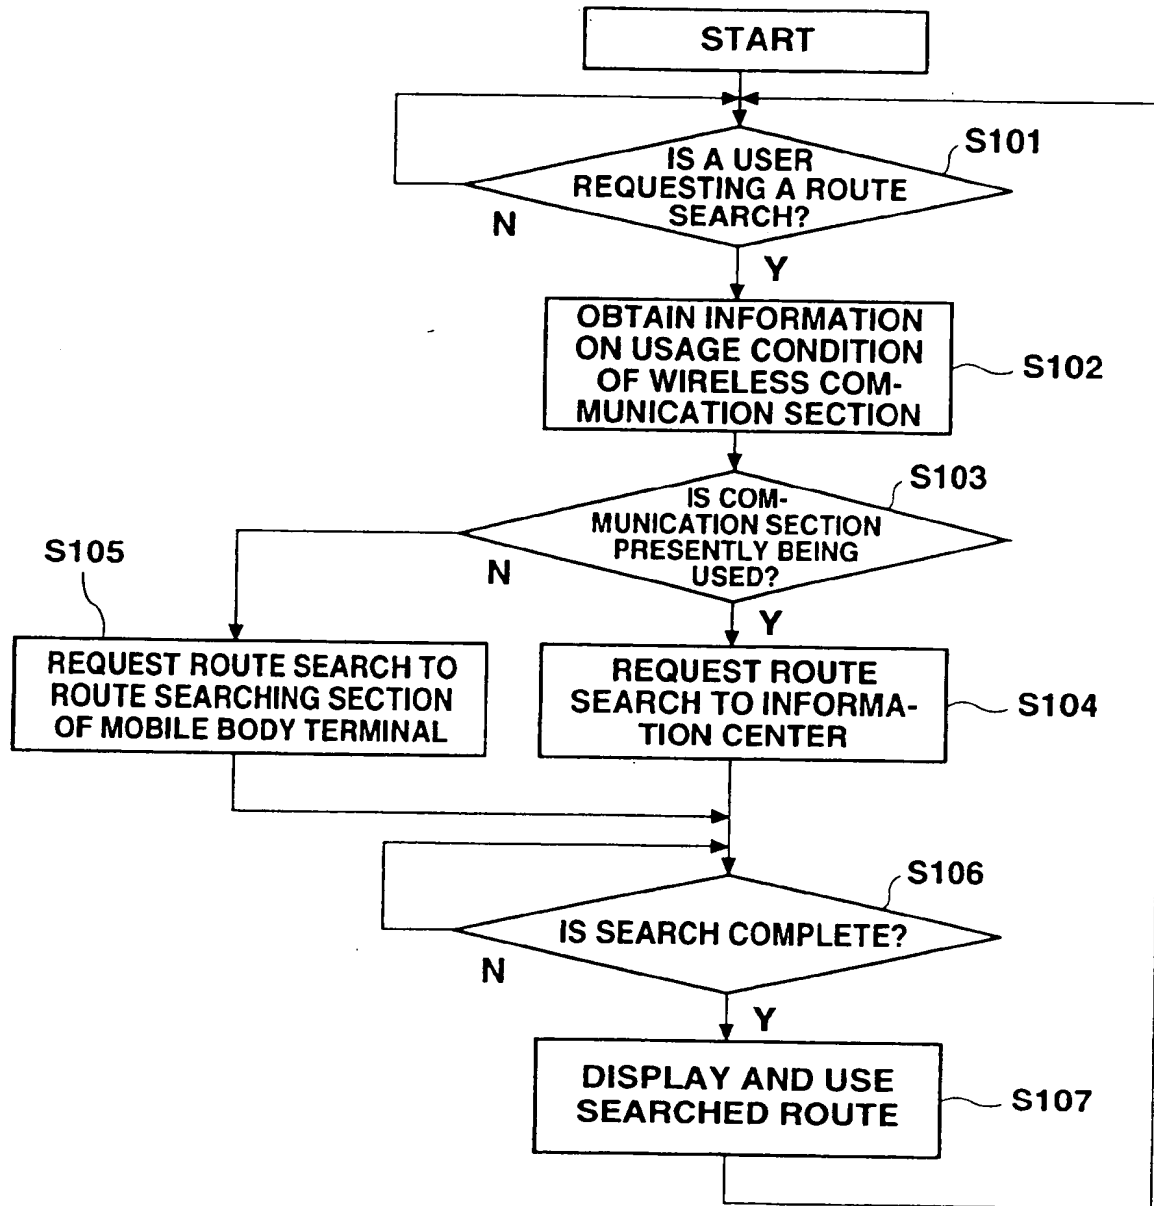 START
S101
IS A USER
REQUESTING A ROUTE
SEARCH?
N
Y
OBTAIN INFORMATION
ON USAGE CONDITION
OF WIRELESS COM-
MUNICATION SECTION
S102
S103
IS COM-
MUNICATION SECTION
PRESENTLY BEING
USED?
N
Y
S105
REQUEST ROUTE SEARCH TO
ROUTE SEARCHING SECTION
OF MOBILE BODY TERMINAL
REQUEST ROUTE
SEARCH TO INFORMA-
TION CENTER
S104
S106
IS SEARCH COMPLETE?
N
Y
DISPLAY AND USE
SEARCHED ROUTE
S107